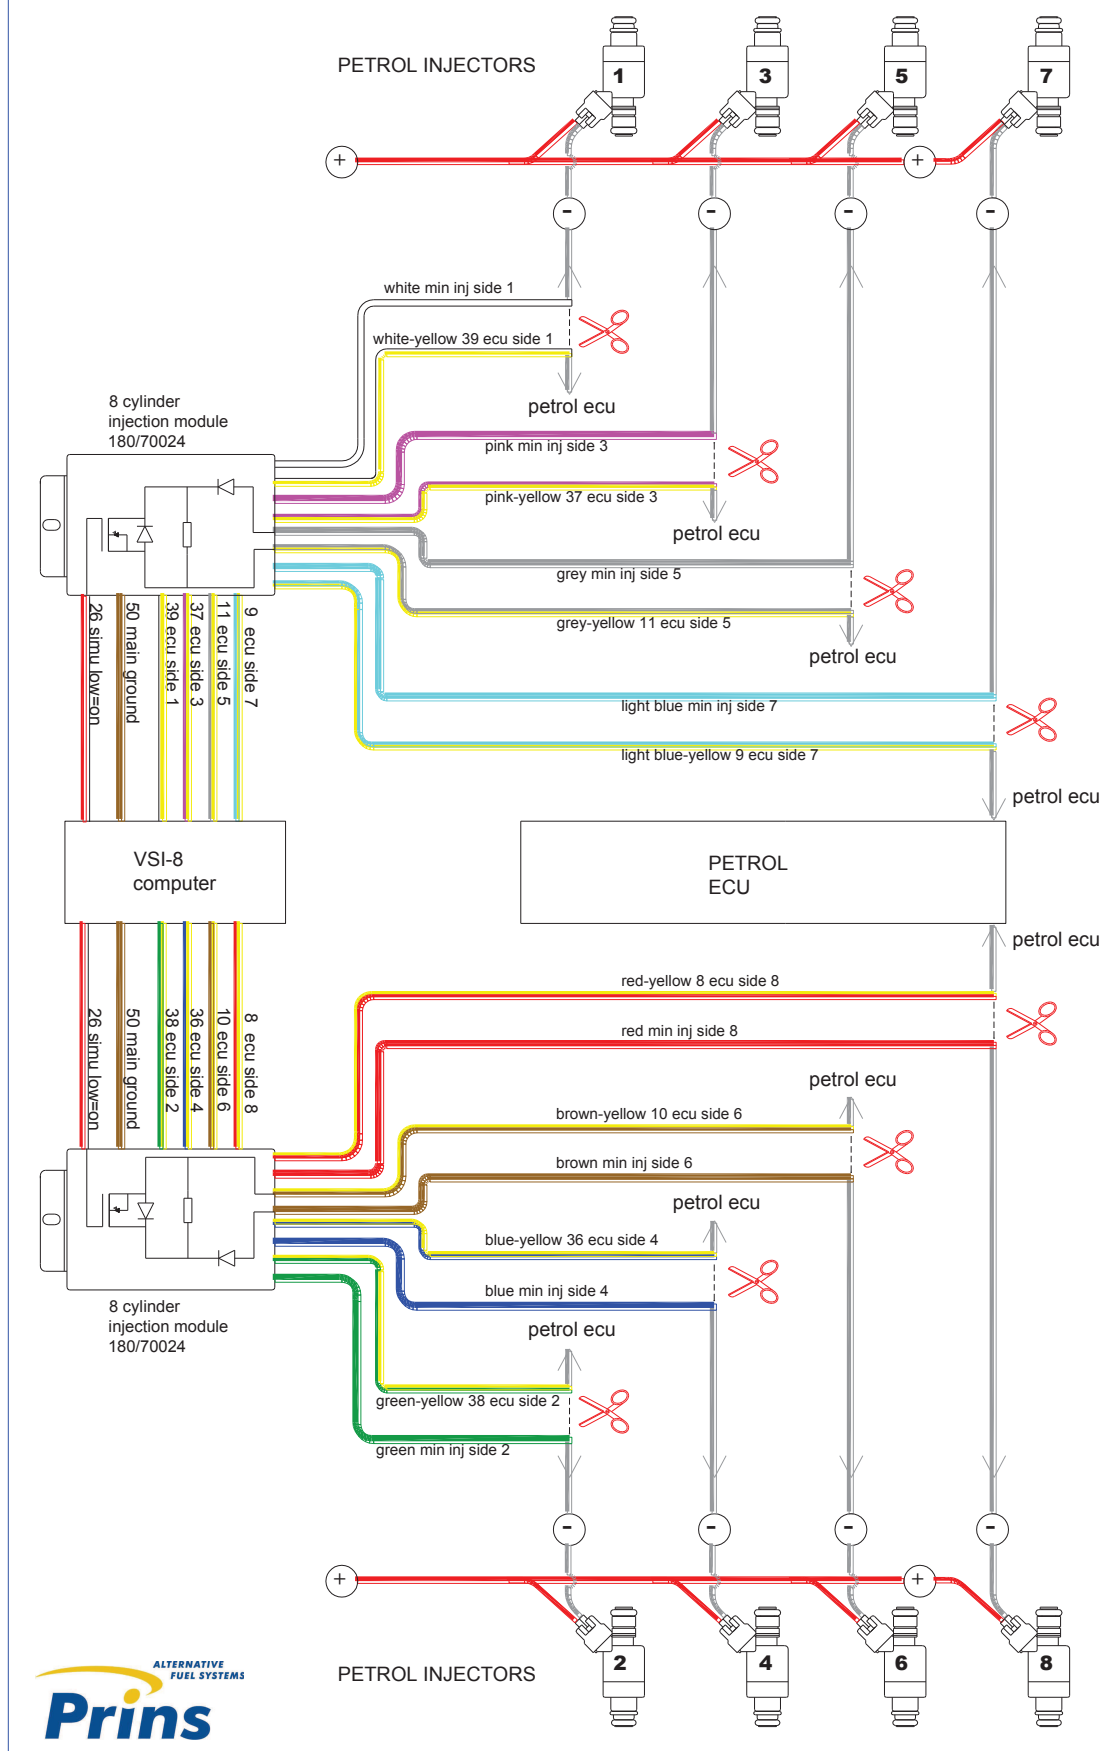 PETROL INJECTORS
1
3
5
7
+
+
-
-
-
-
white min inj side 1
white-yellow 39 ecu side 1
petrol ecu
8 cylinder
injection module
180/70024
pink min inj side 3
pink-yellow 37 ecu side 3
petrol ecu
grey min inj side 5
grey-yellow 11 ecu side 5
petrol ecu
26 simu low=on
50 main ground
39 ecu side 1
37 ecu side 3
11 ecu side 5
9 ecu side 7
light blue min inj side 7
light blue-yellow 9 ecu side 7
petrol ecu
VSI-8
computer
PETROL
ECU
petrol ecu
red-yellow 8 ecu side 8
red min inj side 8
26 simu low=on
50 main ground
38 ecu side 2
36 ecu side 4
10 ecu side 6
8 ecu side 8
petrol ecu
brown-yellow 10 ecu side 6
brown min inj side 6
petrol ecu
blue-yellow 36 ecu side 4
blue min inj side 4
8 cylinder
injection module
180/70024
petrol ecu
green-yellow 38 ecu side 2
green min inj side 2
-
-
-
-
+
+
PETROL INJECTORS
2
4
6
8
ALTERNATIVE
FUEL SYSTEMS
Prins